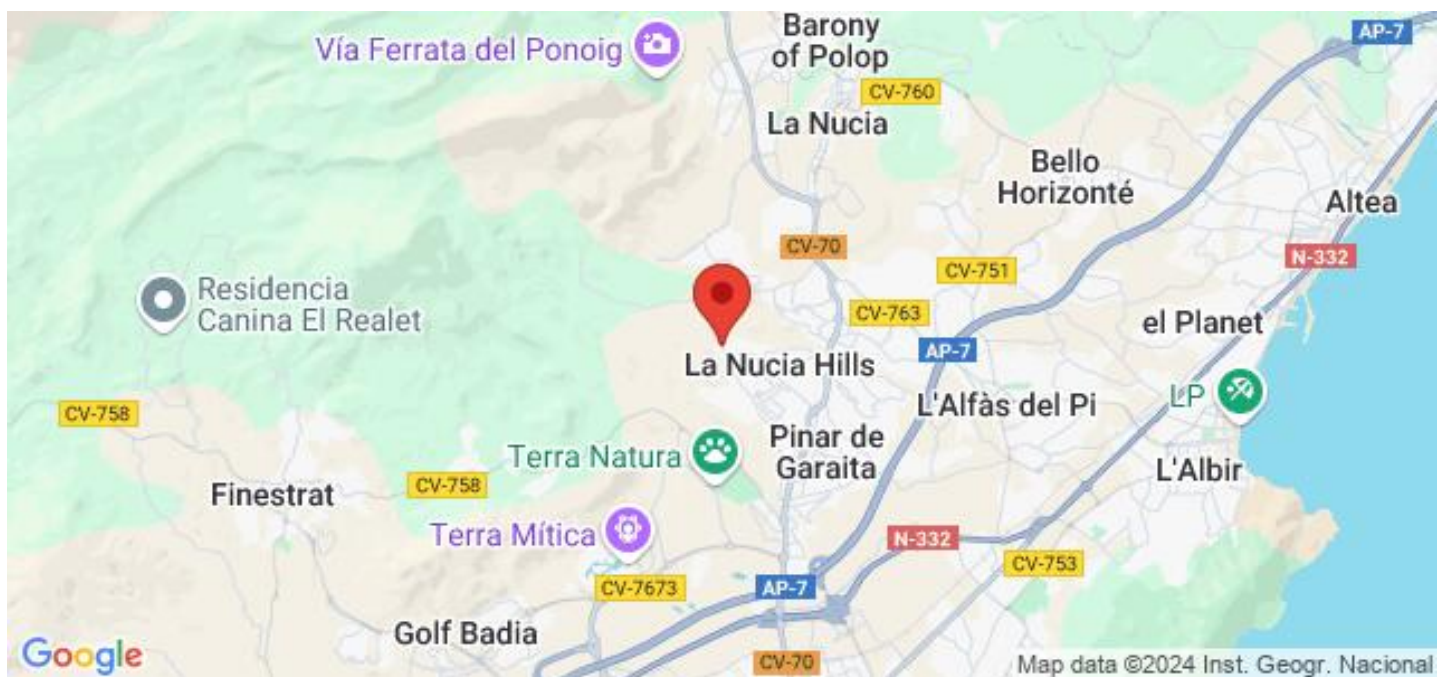 Barony
of Polop
AP-7
Vía Ferrata del Ponoig
CV-760
La Nucia
Bello
Horizonté
Altea
CV-70
N-332
CV-751
Residencia
Canina El Realet
CV-763
el Planet
AP-7
La Nucia Hills
LP
CV-758
L'Alfàs del Pi
Pinar de
Garaita
Terra Natura
L'Albir
CV-758
Finestrat
Terra Mítica
N-332
CV-753
CV-7673
AP-7
Golf Badia
CV-70
Google
Map data ©2024 Inst. Geogr. Nacional